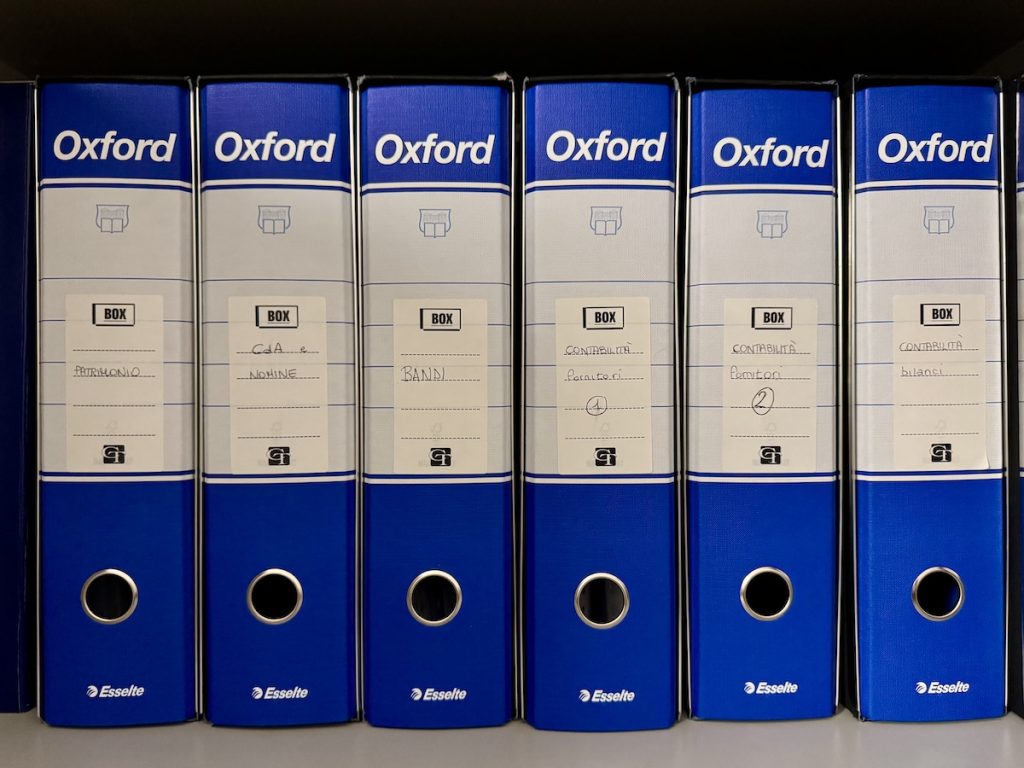 Oxford
BOX
PATRIMONIO
Esselte
Oxford
BOX
CdA e
NOMINE
Esselte
Oxford
BOX
BANDI
Esselte
Oxford
BOX
CONTABILITÀ
fornitori
1
Esselte
Oxford
BOX
CONTABILITÀ
fornitori
2
Esselte
Oxford
BOX
CONTABILITÀ
bilanci
Esselte